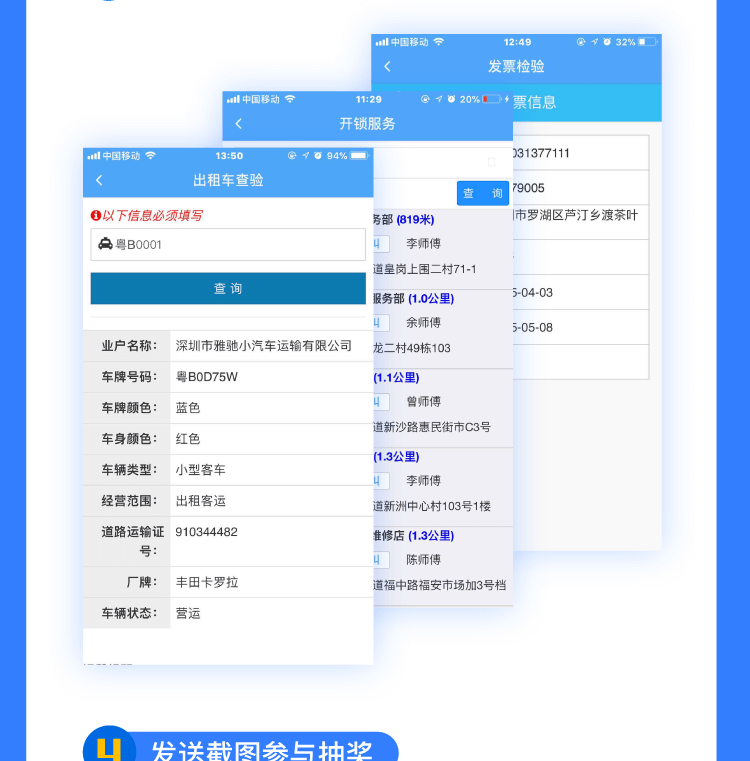 中国移动 12:49 32%
发票检验
票信息
031377111
79005
市罗湖区芦汀乡渡茶叶
5-04-03
5-05-08
中国移动 11:29 20%
开锁服务
查 询
务部 (819米)
李师傅
道皇岗上围二村71-1
服务部 (1.0公里)
余师傅
龙二村49栋103
(1.1公里)
曾师傅
道新沙路惠民街市C3号
(1.3公里)
李师傅
道新洲中心村103号1楼
维修店 (1.3公里)
陈师傅
道福中路福安市场加3号档
中国移动 13:50 94%
出租车查验
以下信息必须填写
粤B0001
查 询
业户名称： 深圳市雅驰小汽车运输有限公司
车牌号码： 粤B0D75W
车牌颜色： 蓝色
车身颜色： 红色
车辆类型： 小型客车
经营范围： 出租客运
道路运输证 910344482
号：
厂牌： 丰田卡罗拉
车辆状态： 营运
4 发送截图参与抽奖